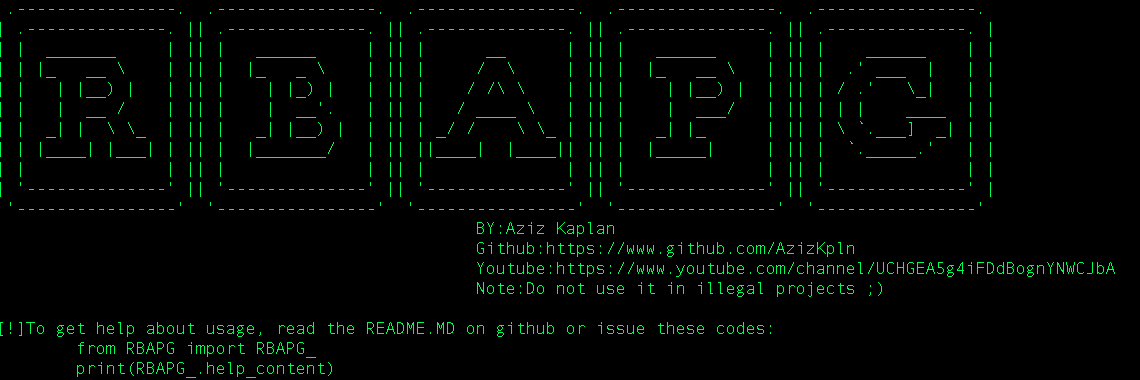 RBAPG
BY:Aziz Kaplan
Github:https://www.github.com/AzizKpln
Youtube:https://www.youtube.com/channel/UCHGEA5g4iFDdBognYNWCJbA
Note:Do not use it in illegal projects ;)
[!]To get help about usage, read the README.MD on github or issue these codes:
from RBAPG import RBAPG_
print(RBAPG_.help_content)